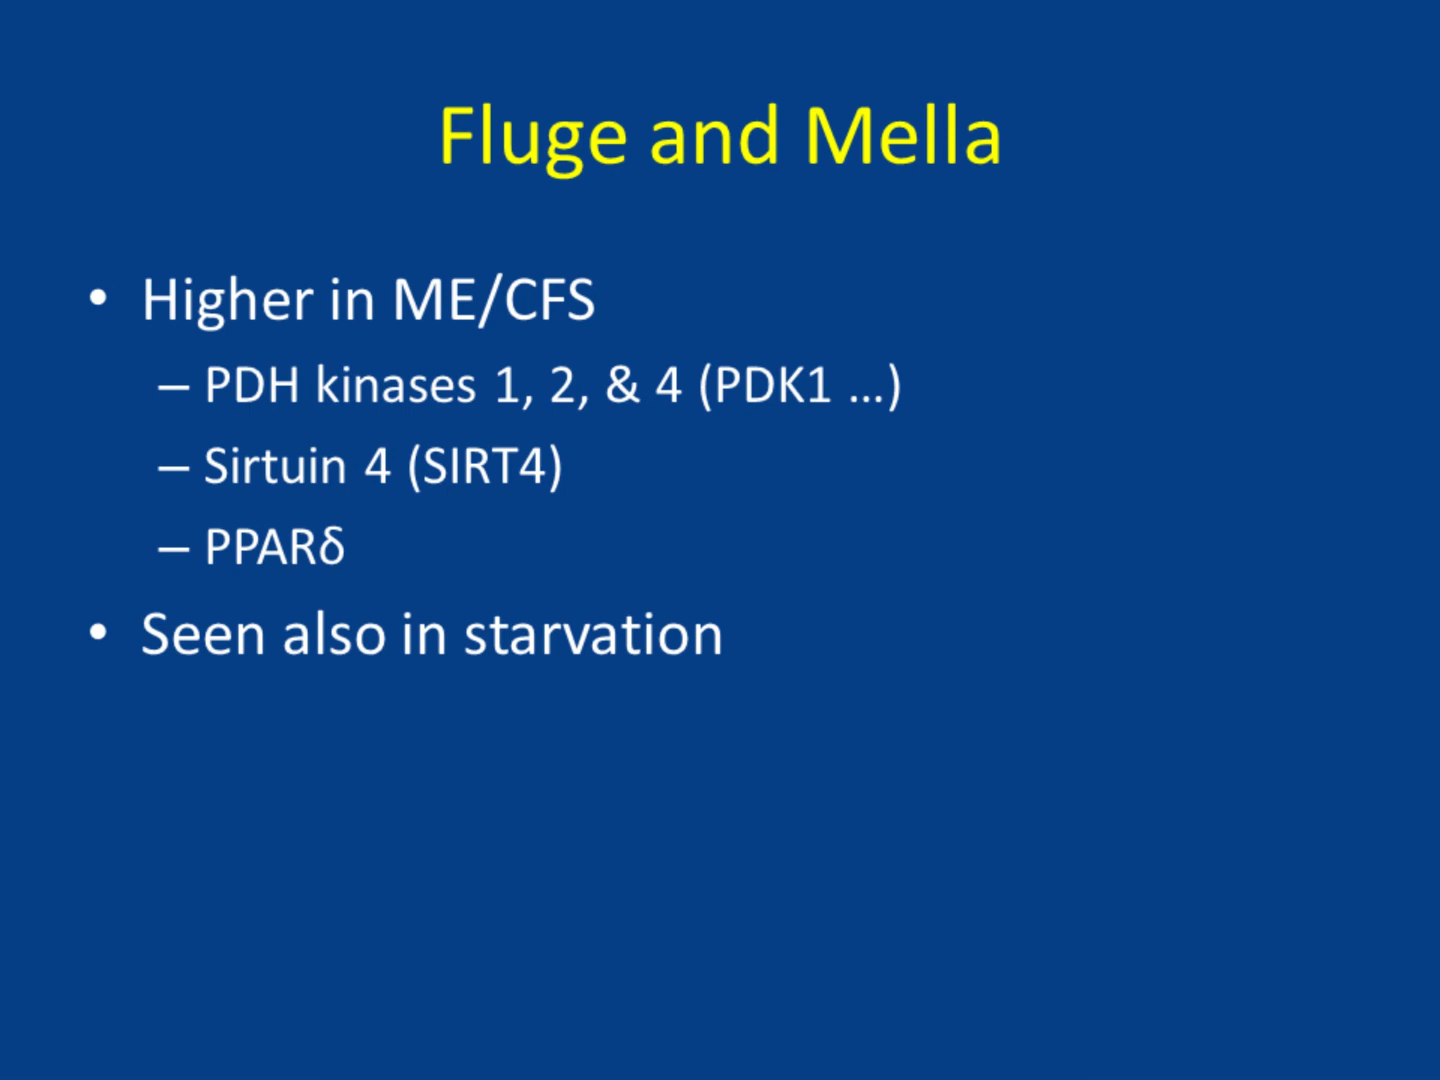 Fluge and Mella
• Higher in ME/CFS
– PDH kinases 1, 2, & 4 (PDK1 ...)
– Sirtuin 4 (SIRT4)
– PPARδ
• Seen also in starvation